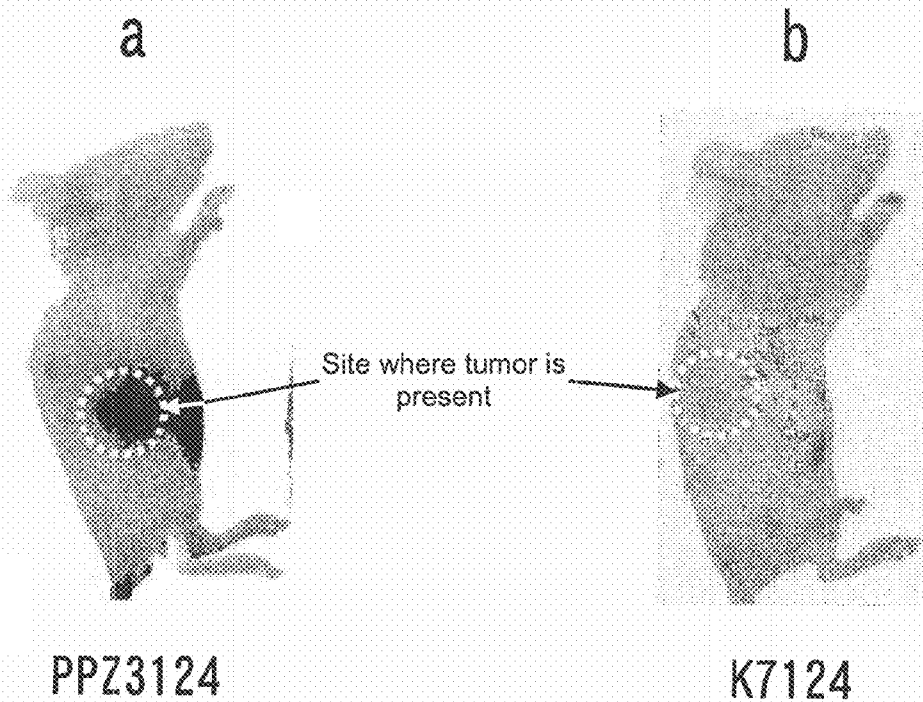 a
b
Site where tumor is
present
PPZ3124
K7124